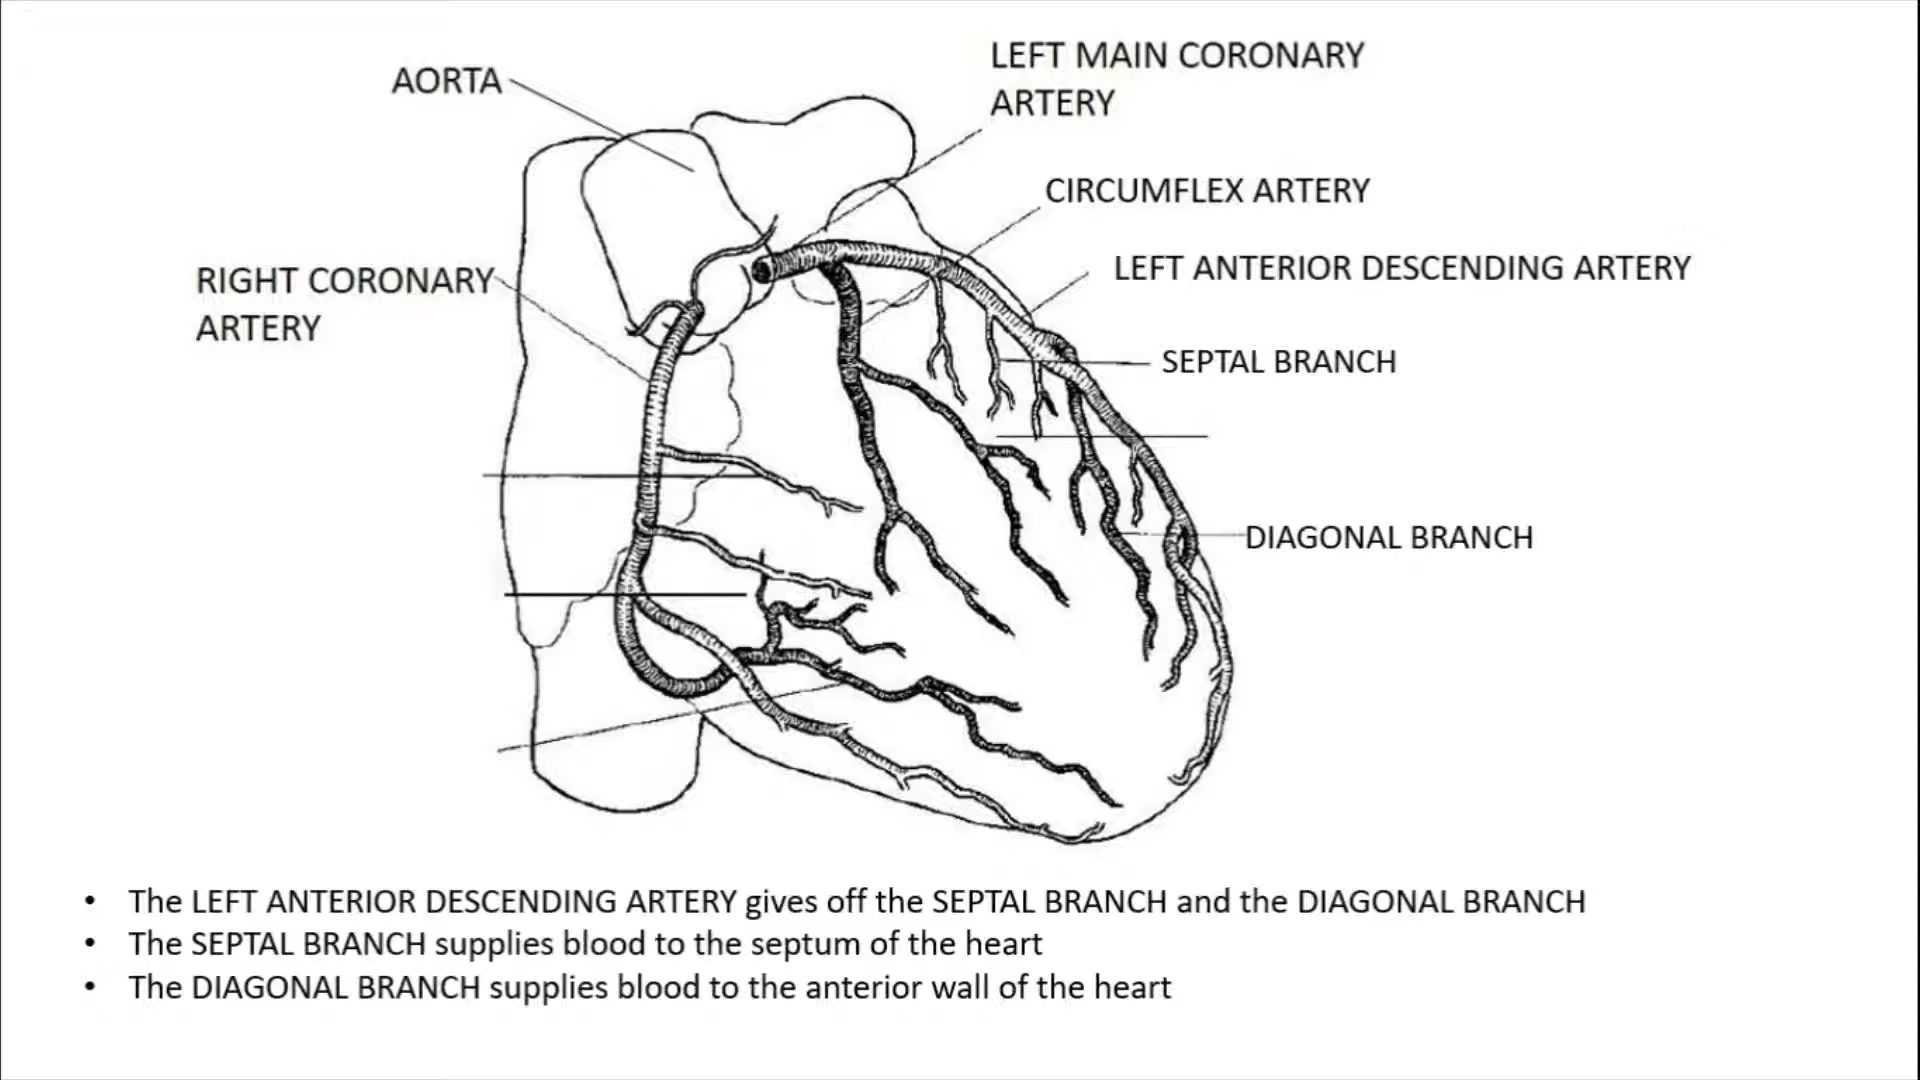 LEFT MAIN CORONARY
ARTERY
AORTA
CIRCUMFLEX ARTERY
LEFT ANTERIOR DESCENDING ARTERY
RIGHT CORONARY
ARTERY
SEPTAL BRANCH
DIAGONAL BRANCH
• The LEFT ANTERIOR DESCENDING ARTERY gives off the SEPTAL BRANCH and the DIAGONAL BRANCH
• The SEPTAL BRANCH supplies blood to the septum of the heart
• The DIAGONAL BRANCH supplies blood to the anterior wall of the heart